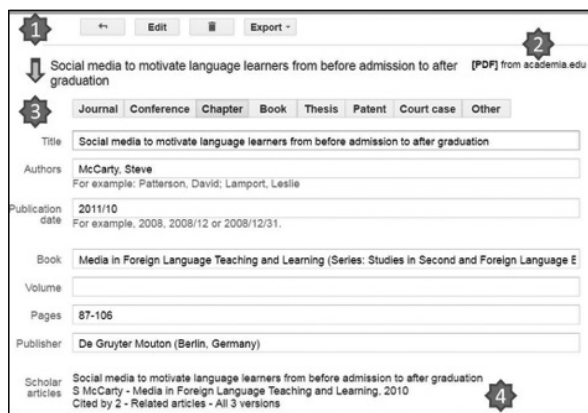 1
Edit
Export
2
Social media to motivate language learners from before admission to after
graduation
[PDF] from academia.edu
3
Journal Conference Chapter Book Thesis Patent Court case Other
Title Social media to motivate language learners from before admission to after graduation
Authors McCarty, Steve
For example: Patterson, David; Lamport, Leslie
Publication date 2011/10
For example, 2008, 2008/12 or 2008/12/31.
Book Media in Foreign Language Teaching and Learning (Series: Studies in Second and Foreign Language E
Volume
Pages 87-106
Publisher De Gruyter Mouton (Berlin, Germany)
Scholar articles Social media to motivate language learners from before admission to after graduation
S McCarty - Media in Foreign Language Teaching and Learning, 2010
Cited by 2 - Related articles - All 3 versions
4